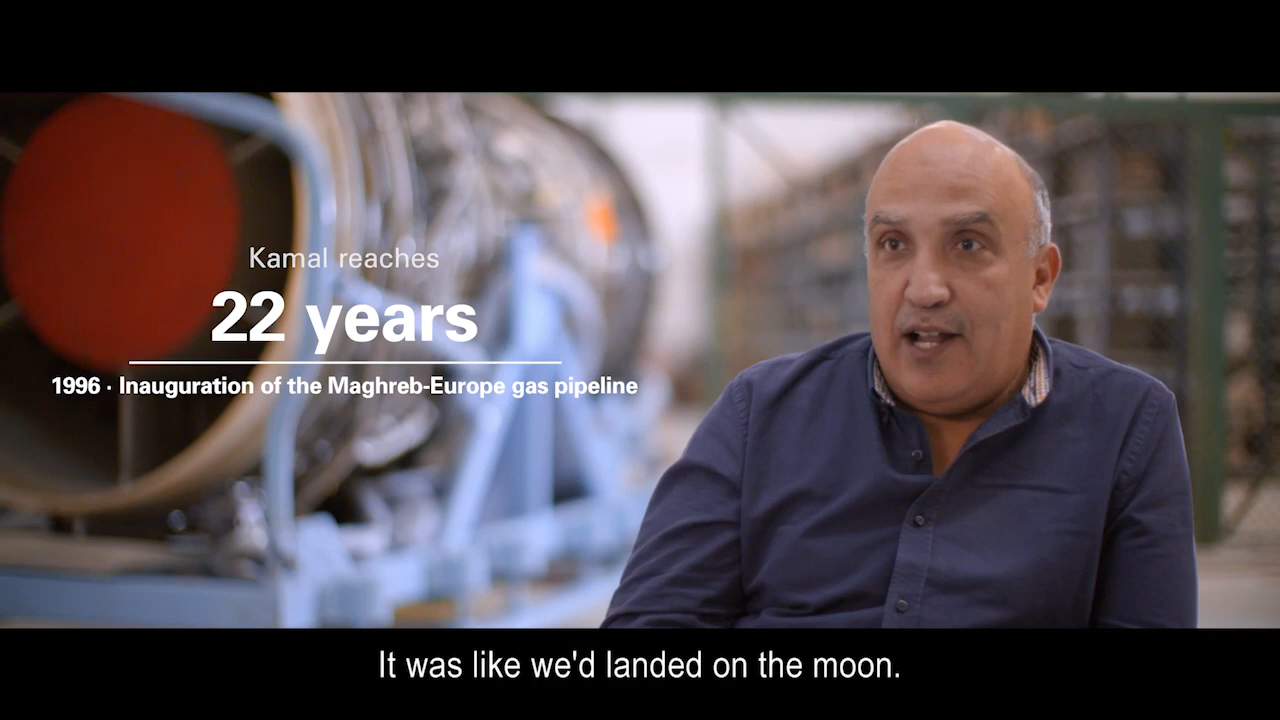 Kamal reaches
22 years
1996 · Inauguration of the Maghreb-Europe gas pipeline
It was like we'd landed on the moon.